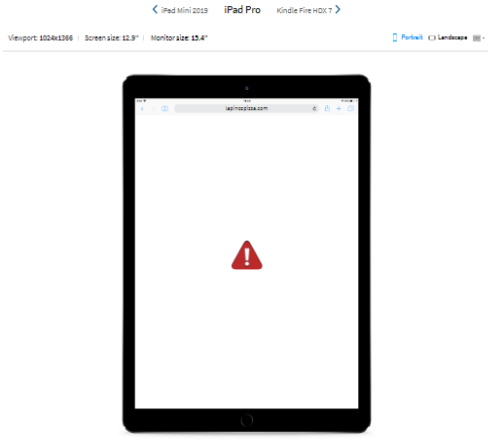 iPad Mini 2019 iPad Pro Kindle Fire HDX 7
Viewport: 1024x1366 | Screen size: 12.9" | Monitor size: 15.4" Portrait Landscape
lapinozpizza.com